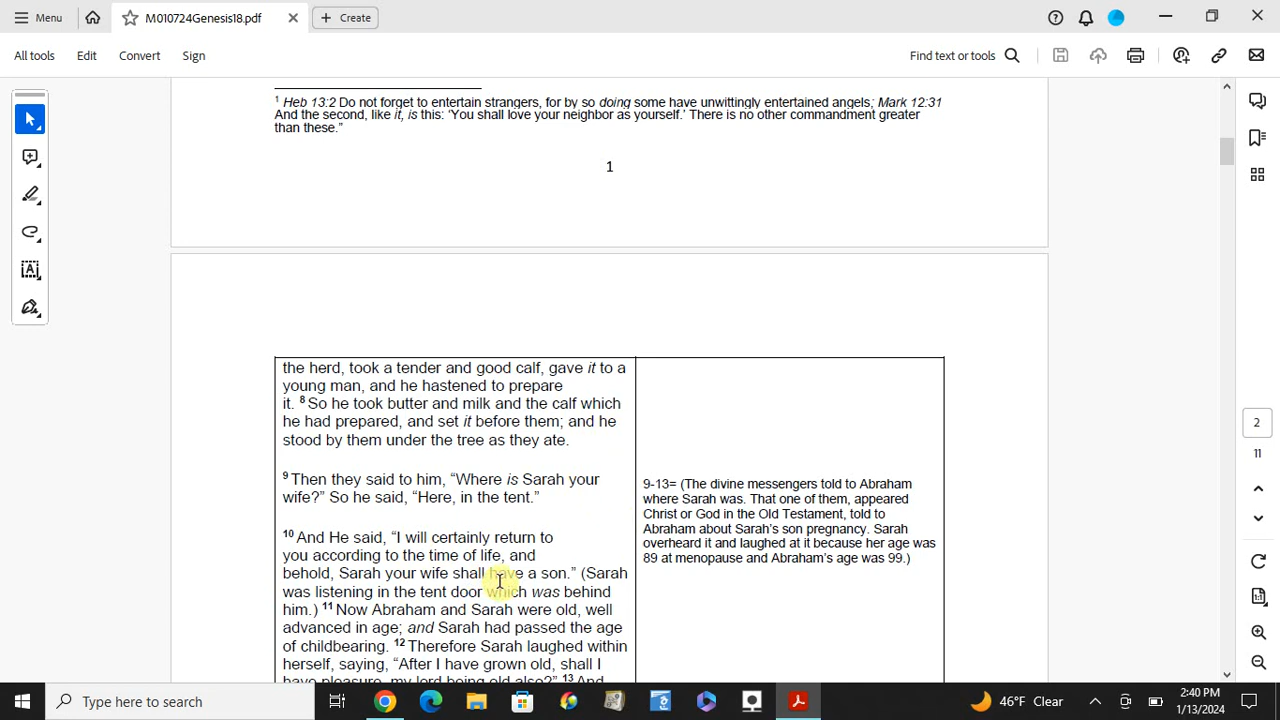 Menu
M010724Genesis18.pdf
Create
All tools
Edit
Convert
Sign
Find text or tools
1 Heb 13:2 Do not forget to entertain strangers, for by so doing some have unwittingly entertained angels; Mark 12:31
And the second, like it, is this: ‘You shall love your neighbor as yourself.’ There is no other commandment greater
than these.”
1
the herd, took a tender and good calf, gave it to a
young man, and he hastened to prepare
it. 8 So he took butter and milk and the calf which
he had prepared, and set it before them; and he
stood by them under the tree as they ate.
9 Then they said to him, “Where is Sarah your
wife?” So he said, “Here, in the tent.”
10 And He said, “I will certainly return to
you according to the time of life, and
behold, Sarah your wife shall have a son.” (Sarah
was listening in the tent door which was behind
him.) 11 Now Abraham and Sarah were old, well
advanced in age; and Sarah had passed the age
of childbearing. 12 Therefore Sarah laughed within
herself, saying, “After I have grown old, shall I
have pleasure, my lord being old also?” 13 And
9-13= (The divine messengers told to Abraham
where Sarah was. That one of them, appeared
Christ or God in the Old Testament, told to
Abraham about Sarah’s son pregnancy. Sarah
overheard it and laughed at it because her age was
89 at menopause and Abraham’s age was 99.)
2
11
Type here to search
46°F Clear
2:40 PM
1/13/2024